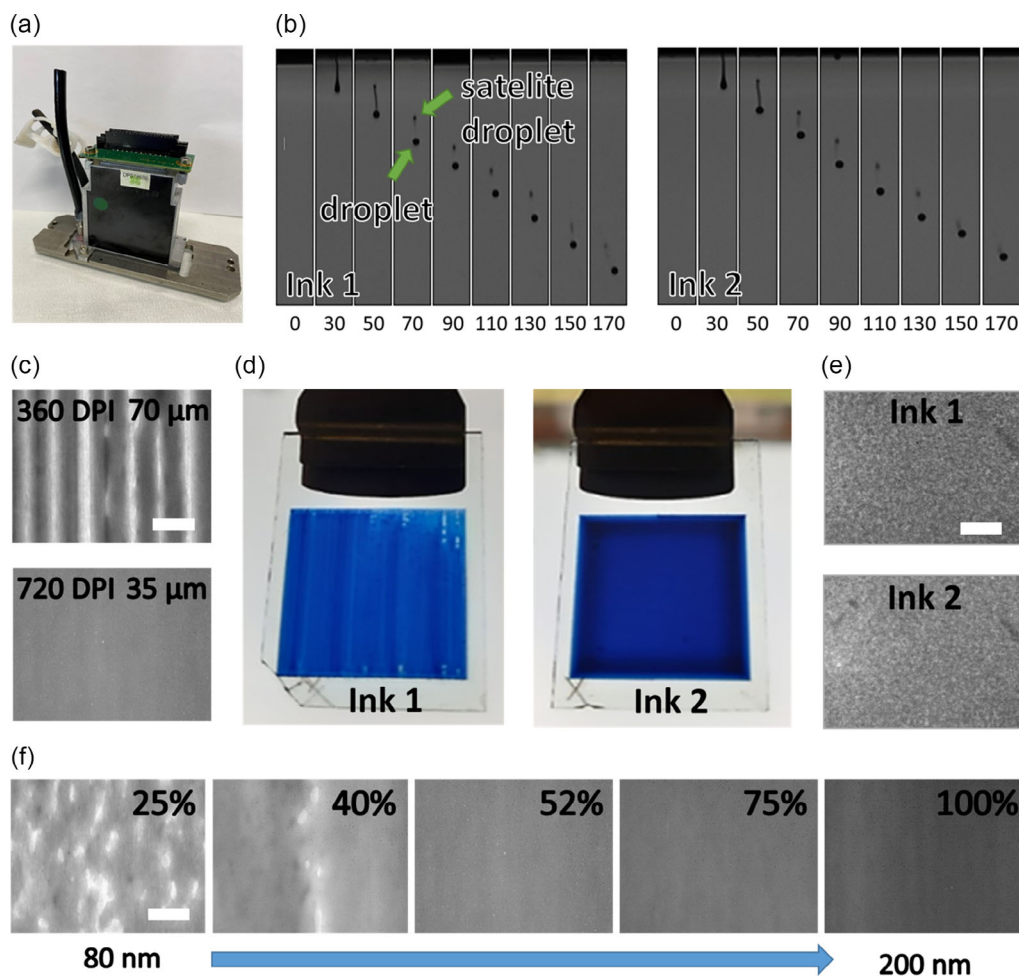 (a)
(b)
satelite
droplet
droplet
Ink 1
0 30 50 70 90 110 130 150 170
Ink 2
0 30 50 70 90 110 130 150 170
(c)
360 DPI 70 µm
720 DPI 35 µm
(d)
Ink 1
Ink 2
(e)
Ink 1
Ink 2
(f)
25%
40%
52%
75%
100%
80 nm
200 nm